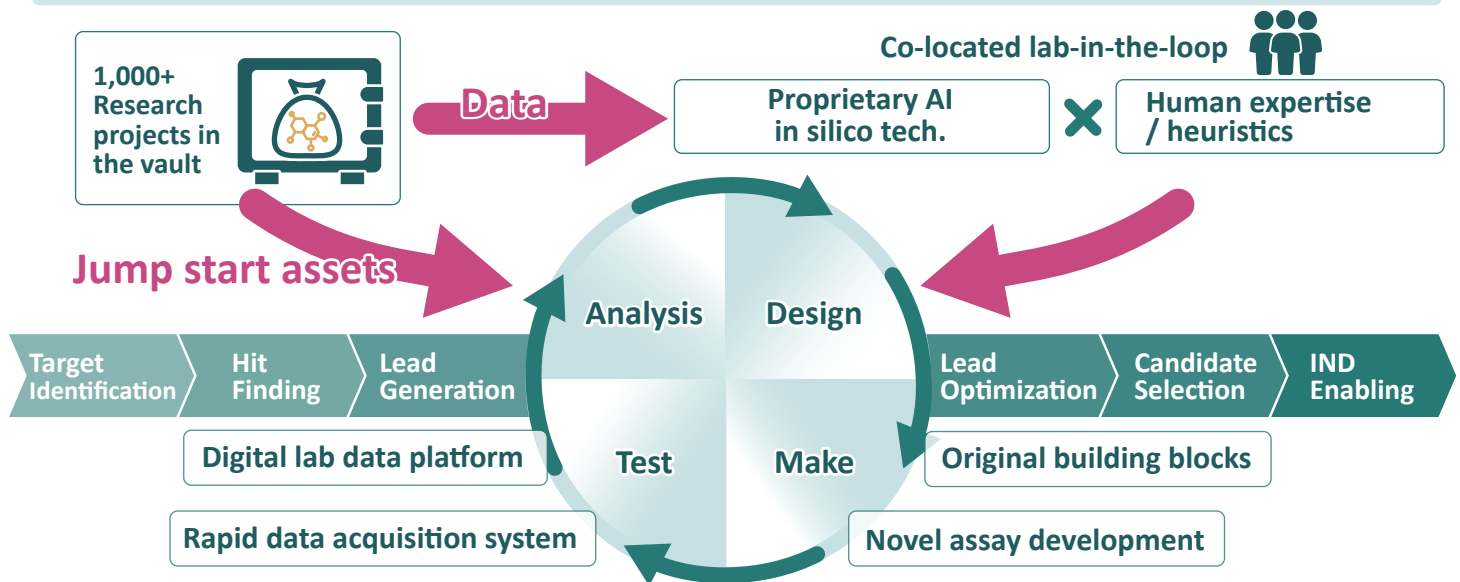 1,000+
Research
projects in
the vault
Data
Co-located lab-in-the-loop
Proprietary AI
in silico tech.
Human expertise
/ heuristics
Jump start assets
Analysis
Design
Target
Identification
Hit
Finding
Lead
Generation
Lead
Optimization
Candidate
Selection
IND
Enabling
Test
Make
Digital lab data platform
Original building blocks
Rapid data acquisition system
Novel assay development